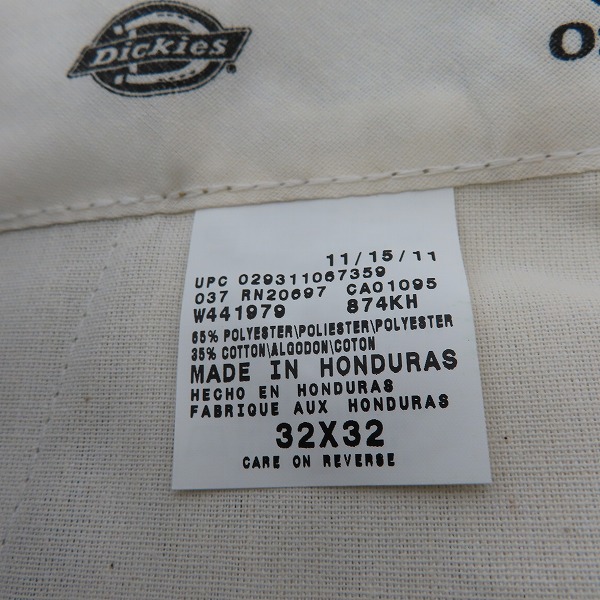 Dickies
11/15/11
UPC 029311067359
037 RN20697 CA01095
W441979 874KH
65% POLYESTER\POLIESTER\POLYESTER
35% COTTON\ALGODON\COTON
MADE IN HONDURAS
HECHO EN HONDURAS
FABRIQUE AUX HONDURAS
32X32
CARE ON REVERSE